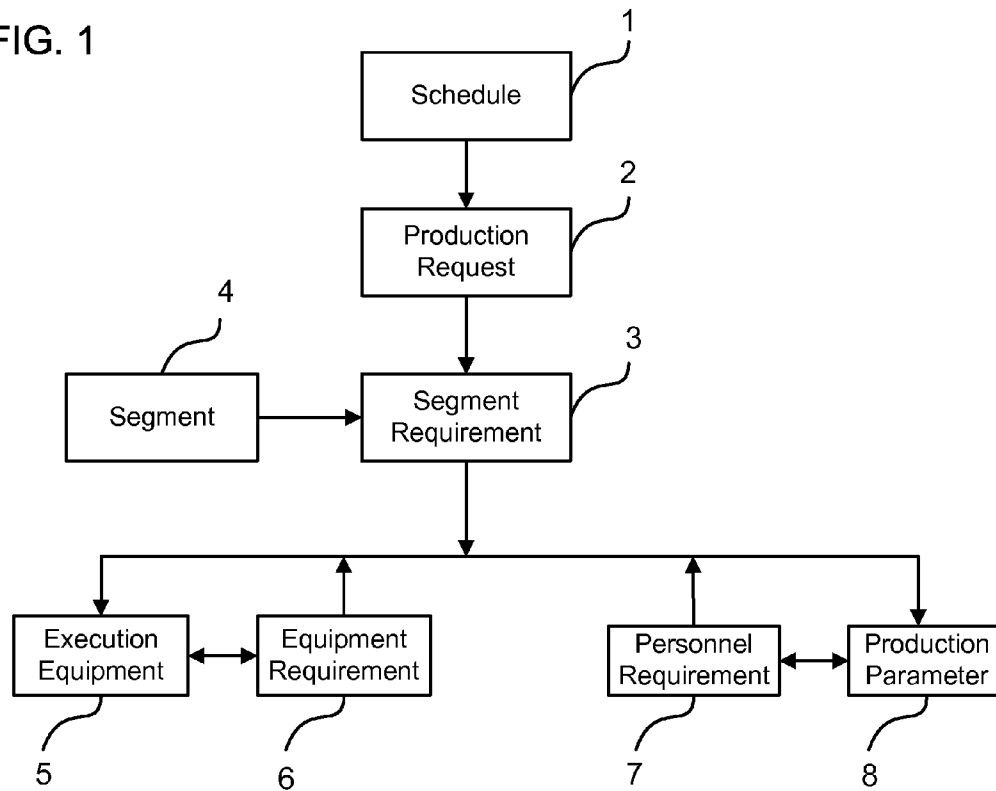 FIG. 1
1
Schedule
2
Production
Request
4
3
Segment
Segment
Requirement
Execution
Equipment
Equipment
Requirement
Personnel
Requirement
Production
Parameter
5
6
7
8